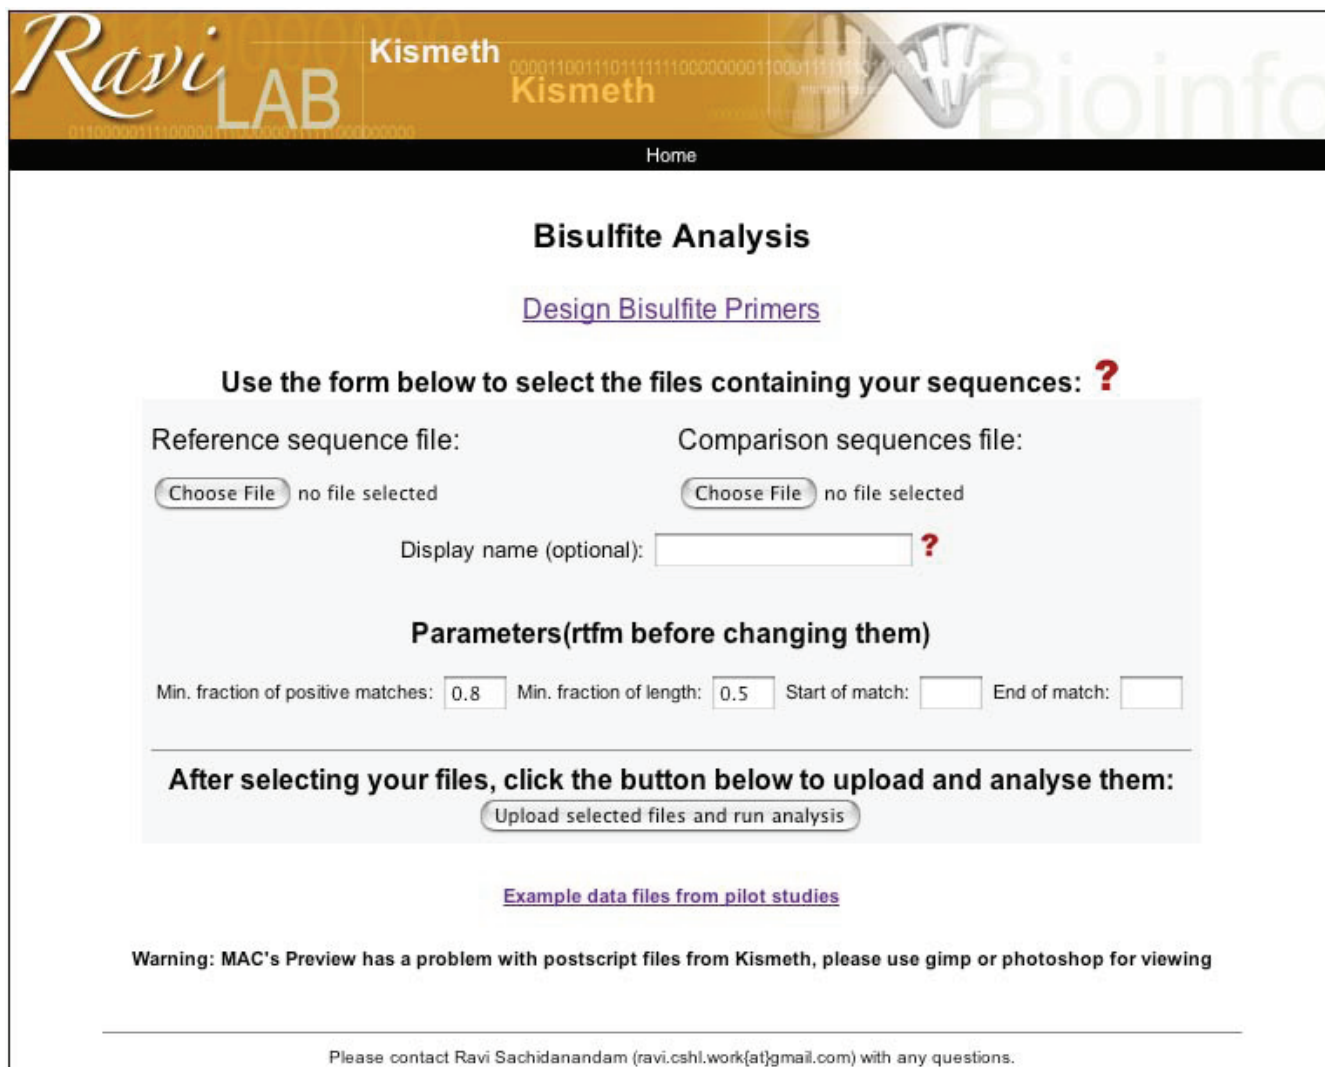 Ravi
LAB
Kismeth
Kismeth
Bioinfo
Home
Bisulfite Analysis
Design Bisulfite Primers
Use the form below to select the files containing your sequences: ?
Reference sequence file: Comparison sequences file:
Choose File no file selected Choose File no file selected
Display name (optional): ?
Parameters(rtfm before changing them)
Min. fraction of positive matches: 0.8 Min. fraction of length: 0.5 Start of match: End of match:
After selecting your files, click the button below to upload and analyse them:
Upload selected files and run analysis
Example data files from pilot studies
Warning: MAC's Preview has a problem with postscript files from Kismeth, please use gimp or photoshop for viewing
Please contact Ravi Sachidanandam (ravi.cshl.work{at}gmail.com) with any questions.